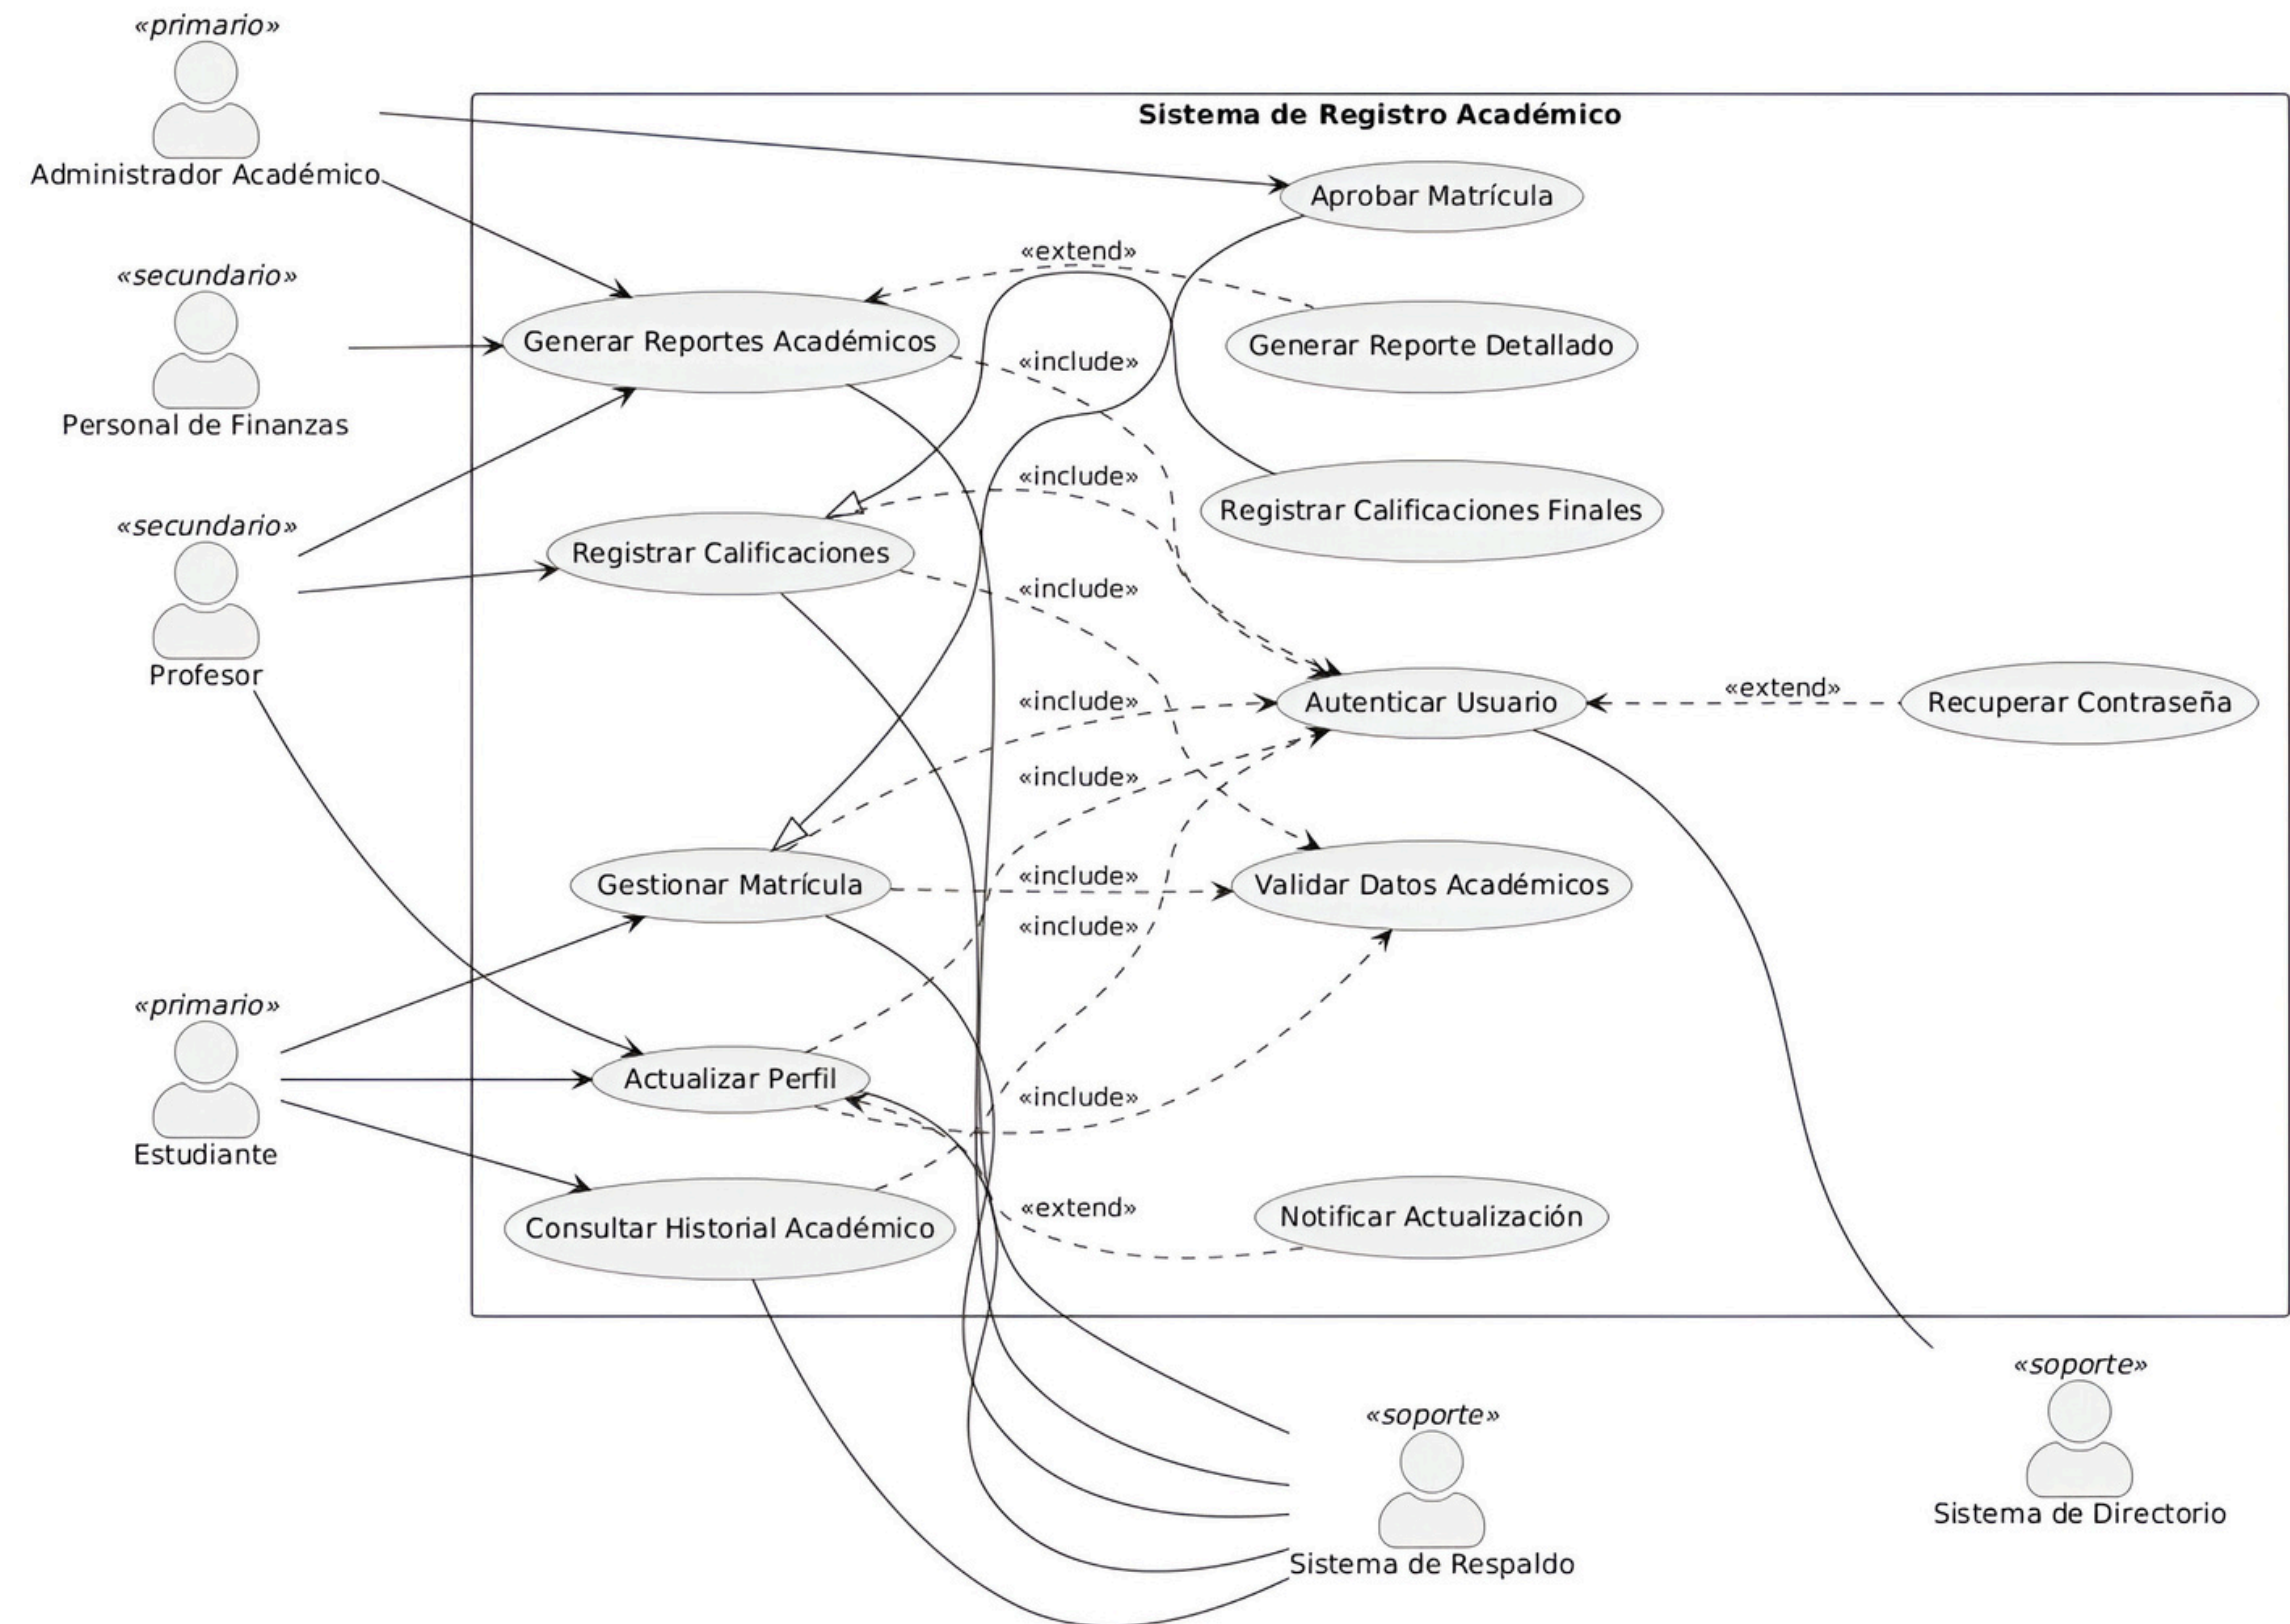 «primario»
Administrador Académico
«secundario»
Personal de Finanzas
«secundario»
Profesor
«primario»
Estudiante
Sistema de Registro Académico
Aprobar Matrícula
«extend»
Generar Reportes Académicos
Generar Reporte Detallado
«include»
«include»
Registrar Calificaciones Finales
Registrar Calificaciones
«include»
«include»
Autenticar Usuario
«extend»
Recuperar Contraseña
«include»
Gestionar Matrícula
«include»
Validar Datos Académicos
«include»
Actualizar Perfil
«include»
«extend»
Notificar Actualización
Consultar Historial Académico
«soporte»
Sistema de Respaldo
«soporte»
Sistema de Directorio